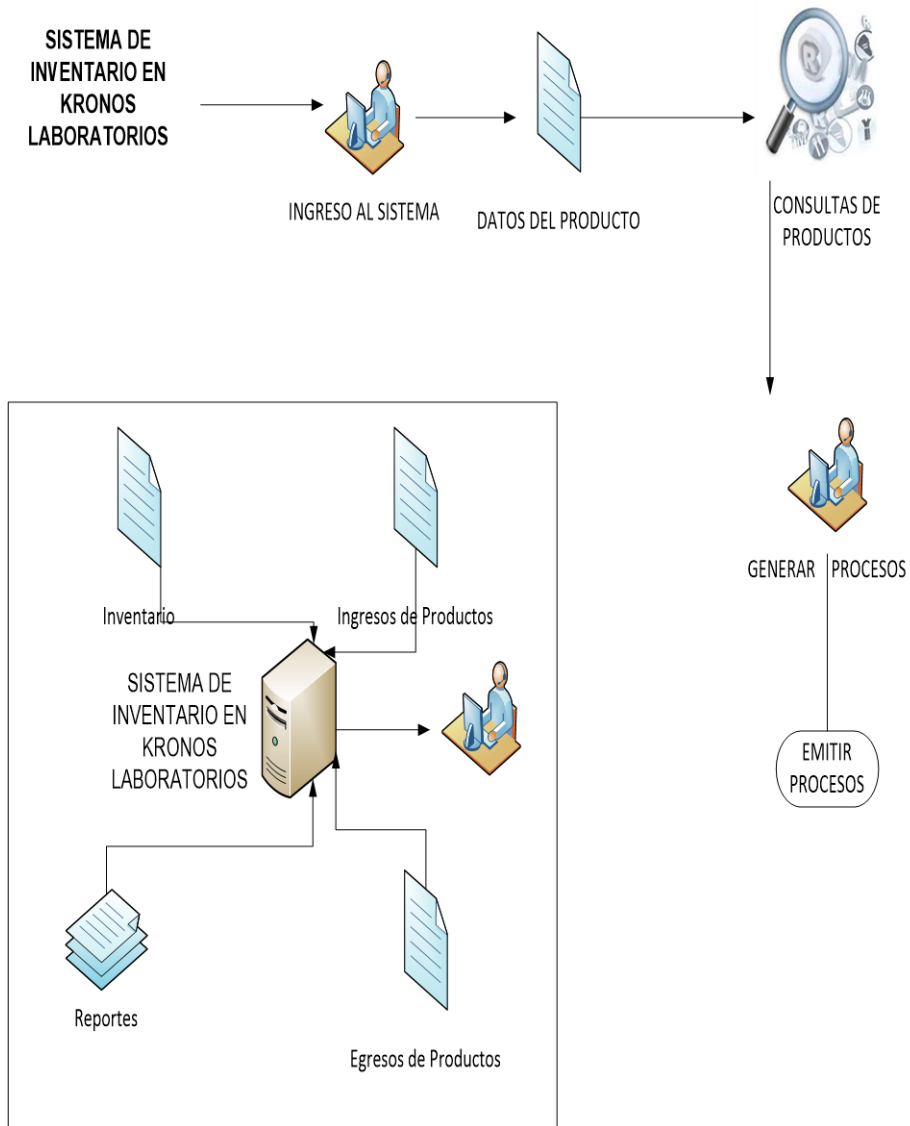 SISTEMA DE
INVENTARIO EN
KRONOS
LABORATORIOS
INGRESO AL SISTEMA
DATOS DEL PRODUCTO
R
CONSULTAS DE
PRODUCTOS
GENERAR PROCESOS
EMITIR
PROCESOS
Inventario
Ingresos de Productos
SISTEMA DE
INVENTARIO EN
KRONOS
LABORATORIOS
Reportes
Egresos de Productos